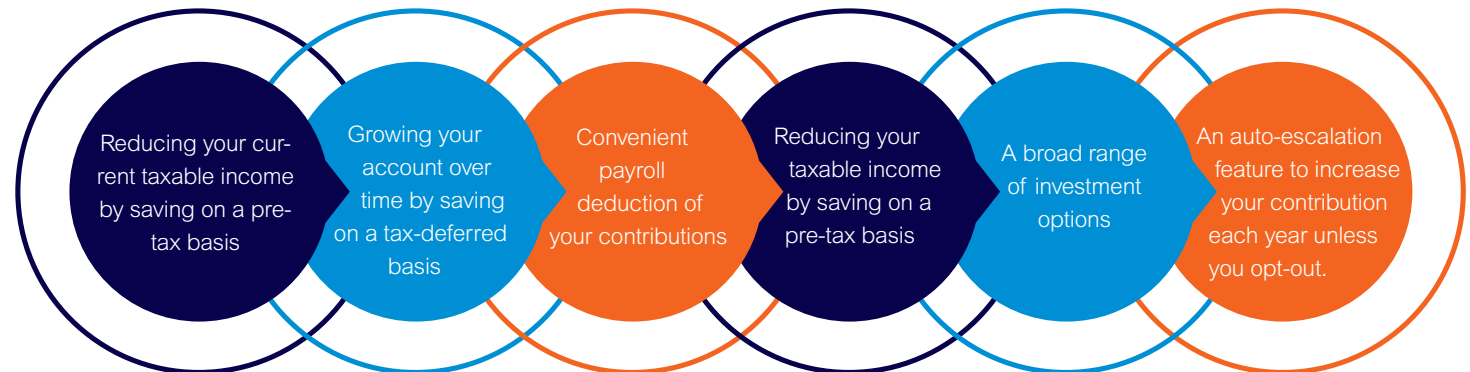 Reducing your cur-
rent taxable income
by saving on a pre-
tax basis
Growing your
account over
time by saving
on a tax-deferred
basis
Convenient
payroll
deduction of
your contributions
Reducing your
taxable income
by saving on a
pre-tax basis
A broad range
of investment
options
An auto-escalation
feature to increase
your contribution
each year unless
you opt-out.